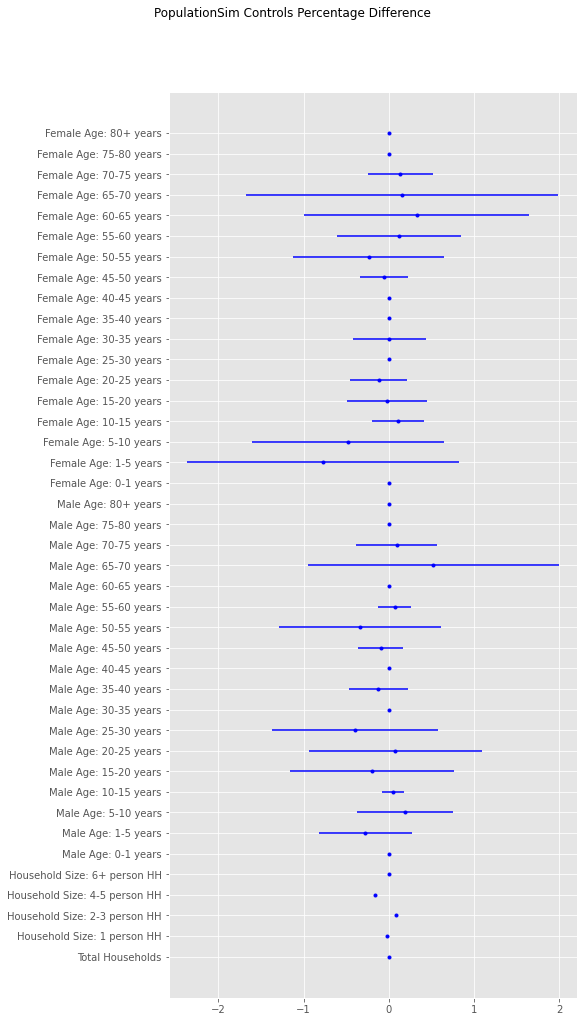 PopulationSim Controls Percentage Difference
Female Age: 80+ years
Female Age: 75-80 years
Female Age: 70-75 years
Female Age: 65-70 years
Female Age: 60-65 years
Female Age: 55-60 years
Female Age: 50-55 years
Female Age: 45-50 years
Female Age: 40-45 years
Female Age: 35-40 years
Female Age: 30-35 years
Female Age: 25-30 years
Female Age: 20-25 years
Female Age: 15-20 years
Female Age: 10-15 years
Female Age: 5-10 years
Female Age: 1-5 years
Female Age: 0-1 years
Male Age: 80+ years
Male Age: 75-80 years
Male Age: 70-75 years
Male Age: 65-70 years
Male Age: 60-65 years
Male Age: 55-60 years
Male Age: 50-55 years
Male Age: 45-50 years
Male Age: 40-45 years
Male Age: 35-40 years
Male Age: 30-35 years
Male Age: 25-30 years
Male Age: 20-25 years
Male Age: 15-20 years
Male Age: 10-15 years
Male Age: 5-10 years
Male Age: 1-5 years
Male Age: 0-1 years
Household Size: 6+ person HH
Household Size: 4-5 person HH
Household Size: 2-3 person HH
Household Size: 1 person HH
Total Households
−2 −1 0 1 2